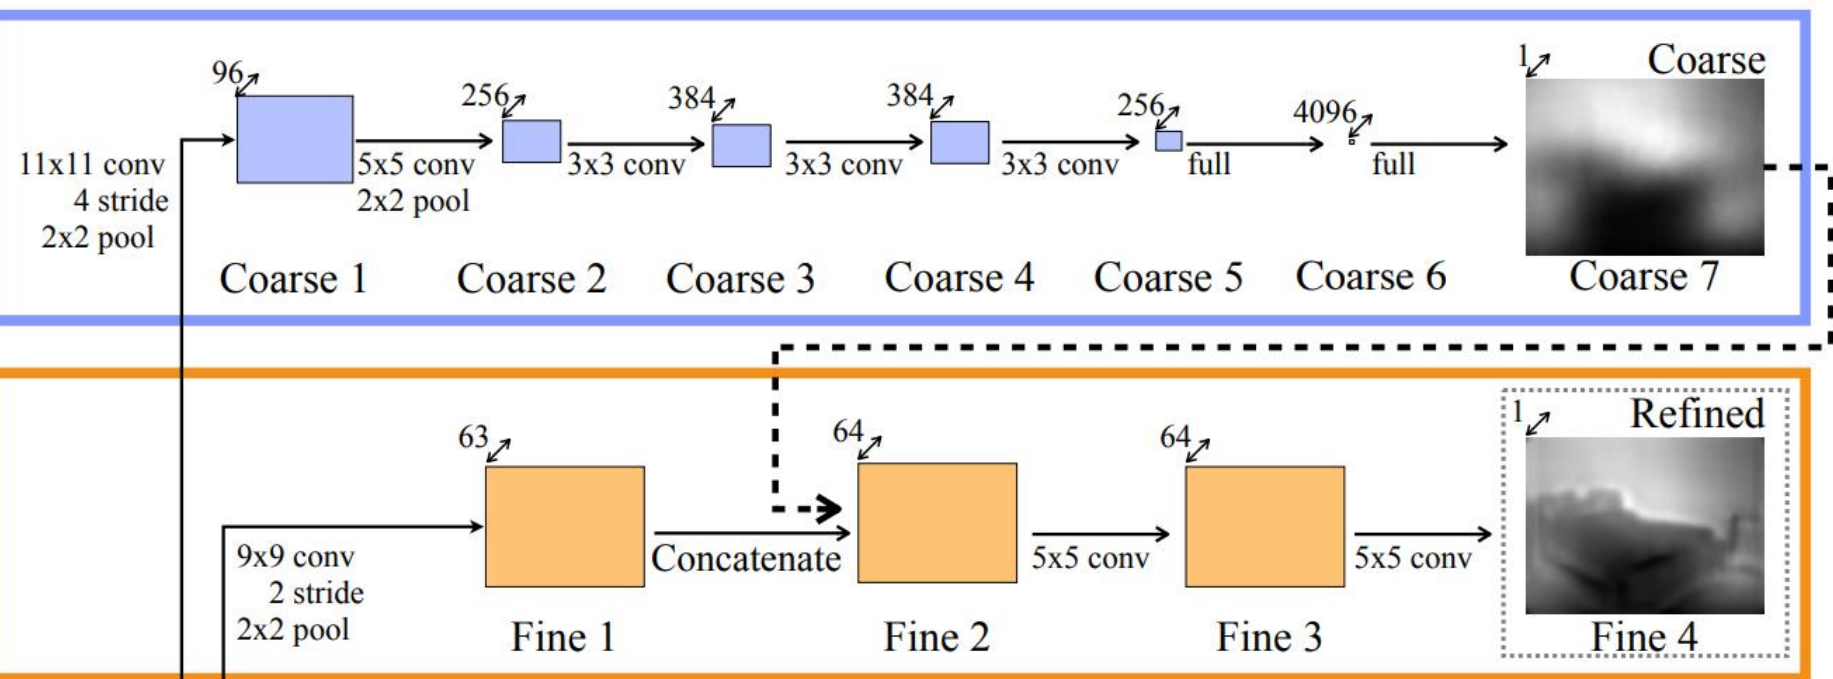 96
256
384
384
256
4096
1
Coarse
11x11 conv
4 stride
2x2 pool
5x5 conv
2x2 pool
3x3 conv
3x3 conv
3x3 conv
full
full
Coarse 1
Coarse 2
Coarse 3
Coarse 4
Coarse 5
Coarse 6
Coarse 7
63
64
64
1
Refined
9x9 conv
2 stride
2x2 pool
Concatenate
5x5 conv
5x5 conv
Fine 1
Fine 2
Fine 3
Fine 4